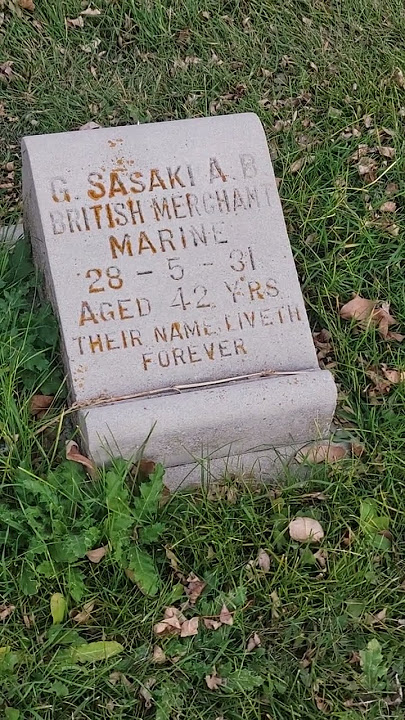 G. SASAKI A. B
BRITISH MERCHANT
MARINE
28 - 5 - 31
AGED 42 YRS
THEIR NAME LIVETH
FOREVER